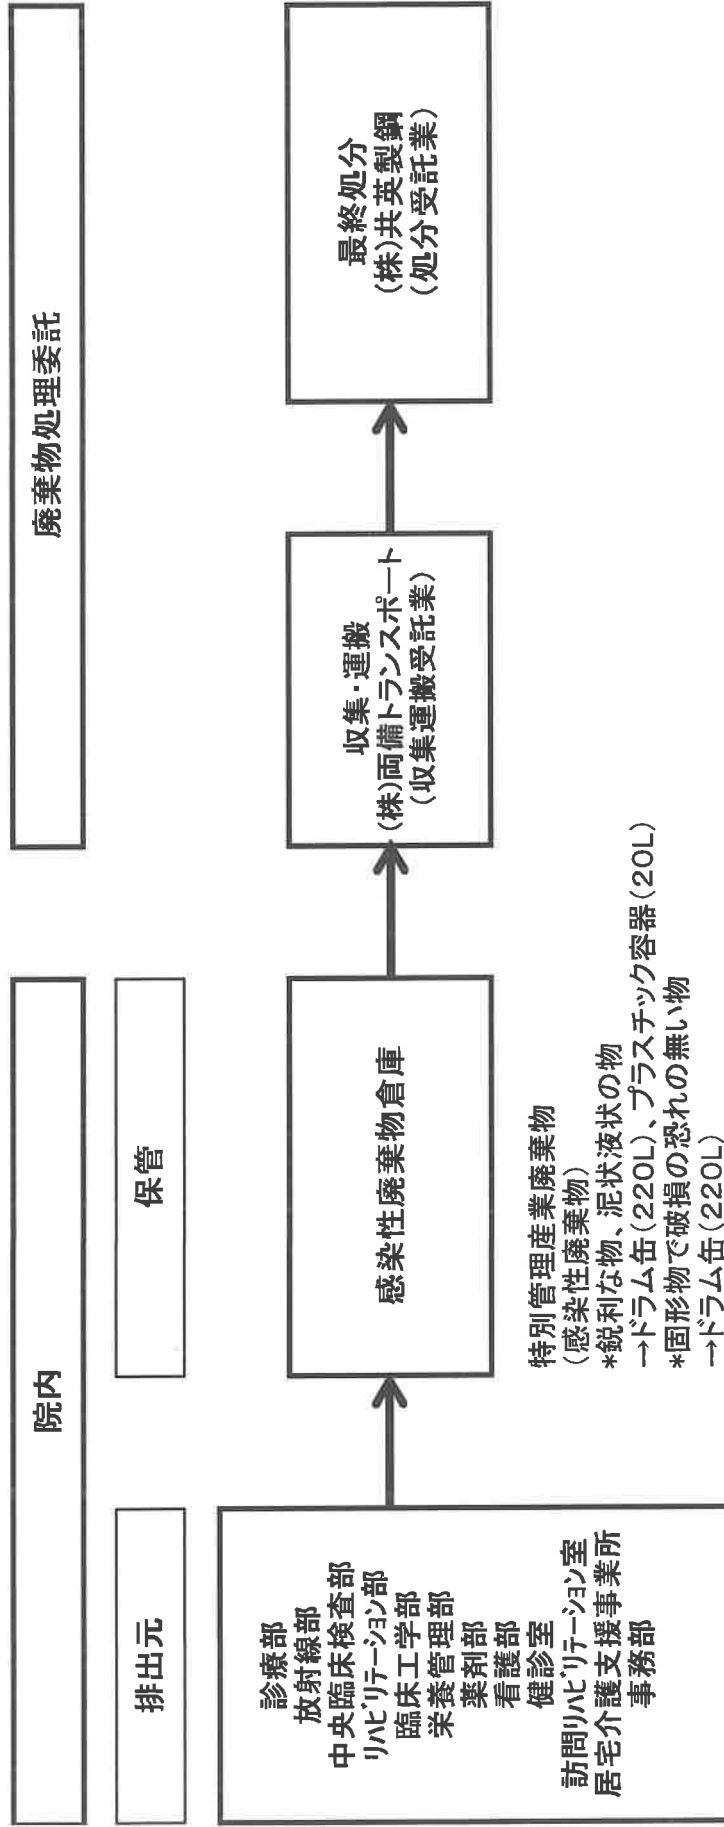 院内
廃棄物処理委託
排出元
保管
診療部
放射線部
中央臨床検査部
リハビリテーション部
臨床工学部
栄養管理部
薬剤部
看護部
健診室
訪問リハビリテーション室
居宅介護支援事業所
事務部
感染性廃棄物倉庫
収集・運搬
(株)両備トランスポート
(収集運搬受託業)
最終処分
(株)共英製鋼
(処分受託業)
特別管理産業廃棄物
(感染性廃棄物)
*鋭利な物、泥状液状の物
→ドラム缶(220L)、プラスチック容器(20L)
*固形物で破損の恐れの無い物
→ドラム缶(220L)